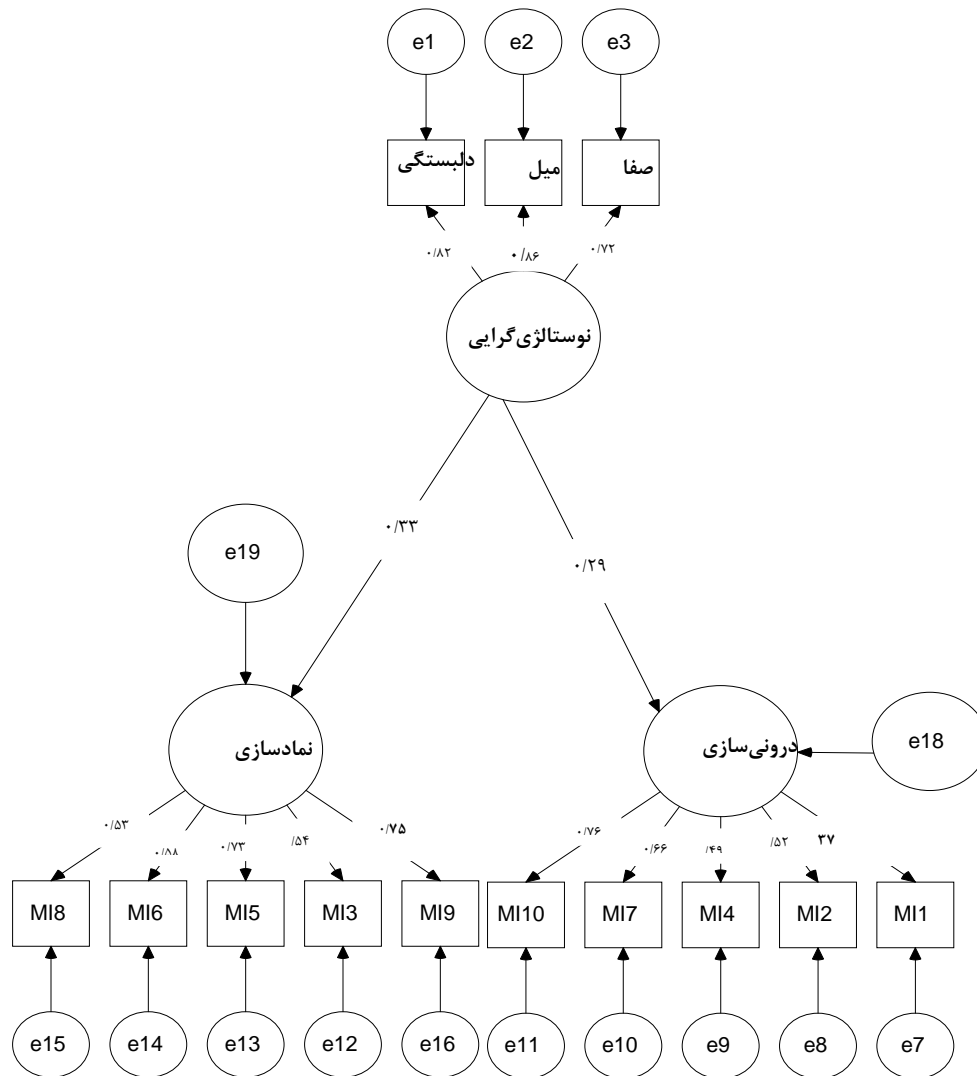 e1 e2 e3
دلبستگی میل صفا
۰/۸۲ ۰/۸۶ ۰/۷۲
نوستالژی‌گرایی
۰/۳۳
۰/۲۹
e19
نمادسازی
درونی‌سازی
e18
۰/۵۳ ۰/۵۸ ۰/۷۳ /۵۴ ۰/۷۵ ۰/۷۶ ۰/۶۶ /۴۹ /۵۲ ۳۷
MI8 MI6 MI5 MI3 MI9 MI10 MI7 MI4 MI2 MI1
e15 e14 e13 e12 e16 e11 e10 e9 e8 e7